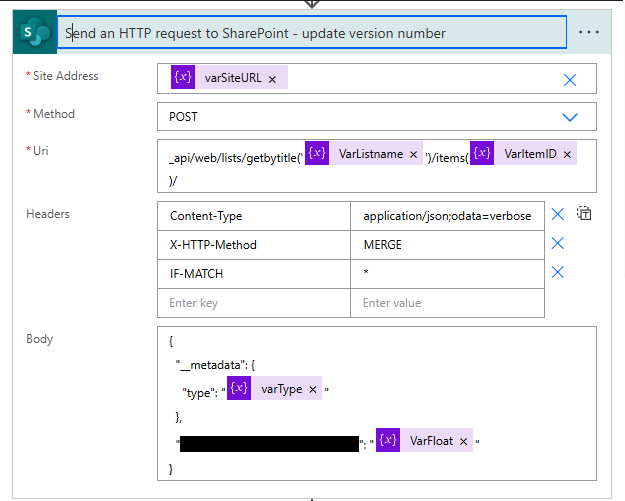 S Send an HTTP request to SharePoint - update version number ...
* Site Address {x} varSiteURL ×
* Method POST
* Uri _api/web/lists/getbytitle('{x} VarListname × ')/items({x} VarItemID ×
)/
Headers Content-Type application/json;odata=verbose
X-HTTP-Method MERGE
IF-MATCH *
Enter key Enter value
Body {
"__metadata": {
"type": "{x} varType × "
},
" ": "{x} VarFloat × "
}